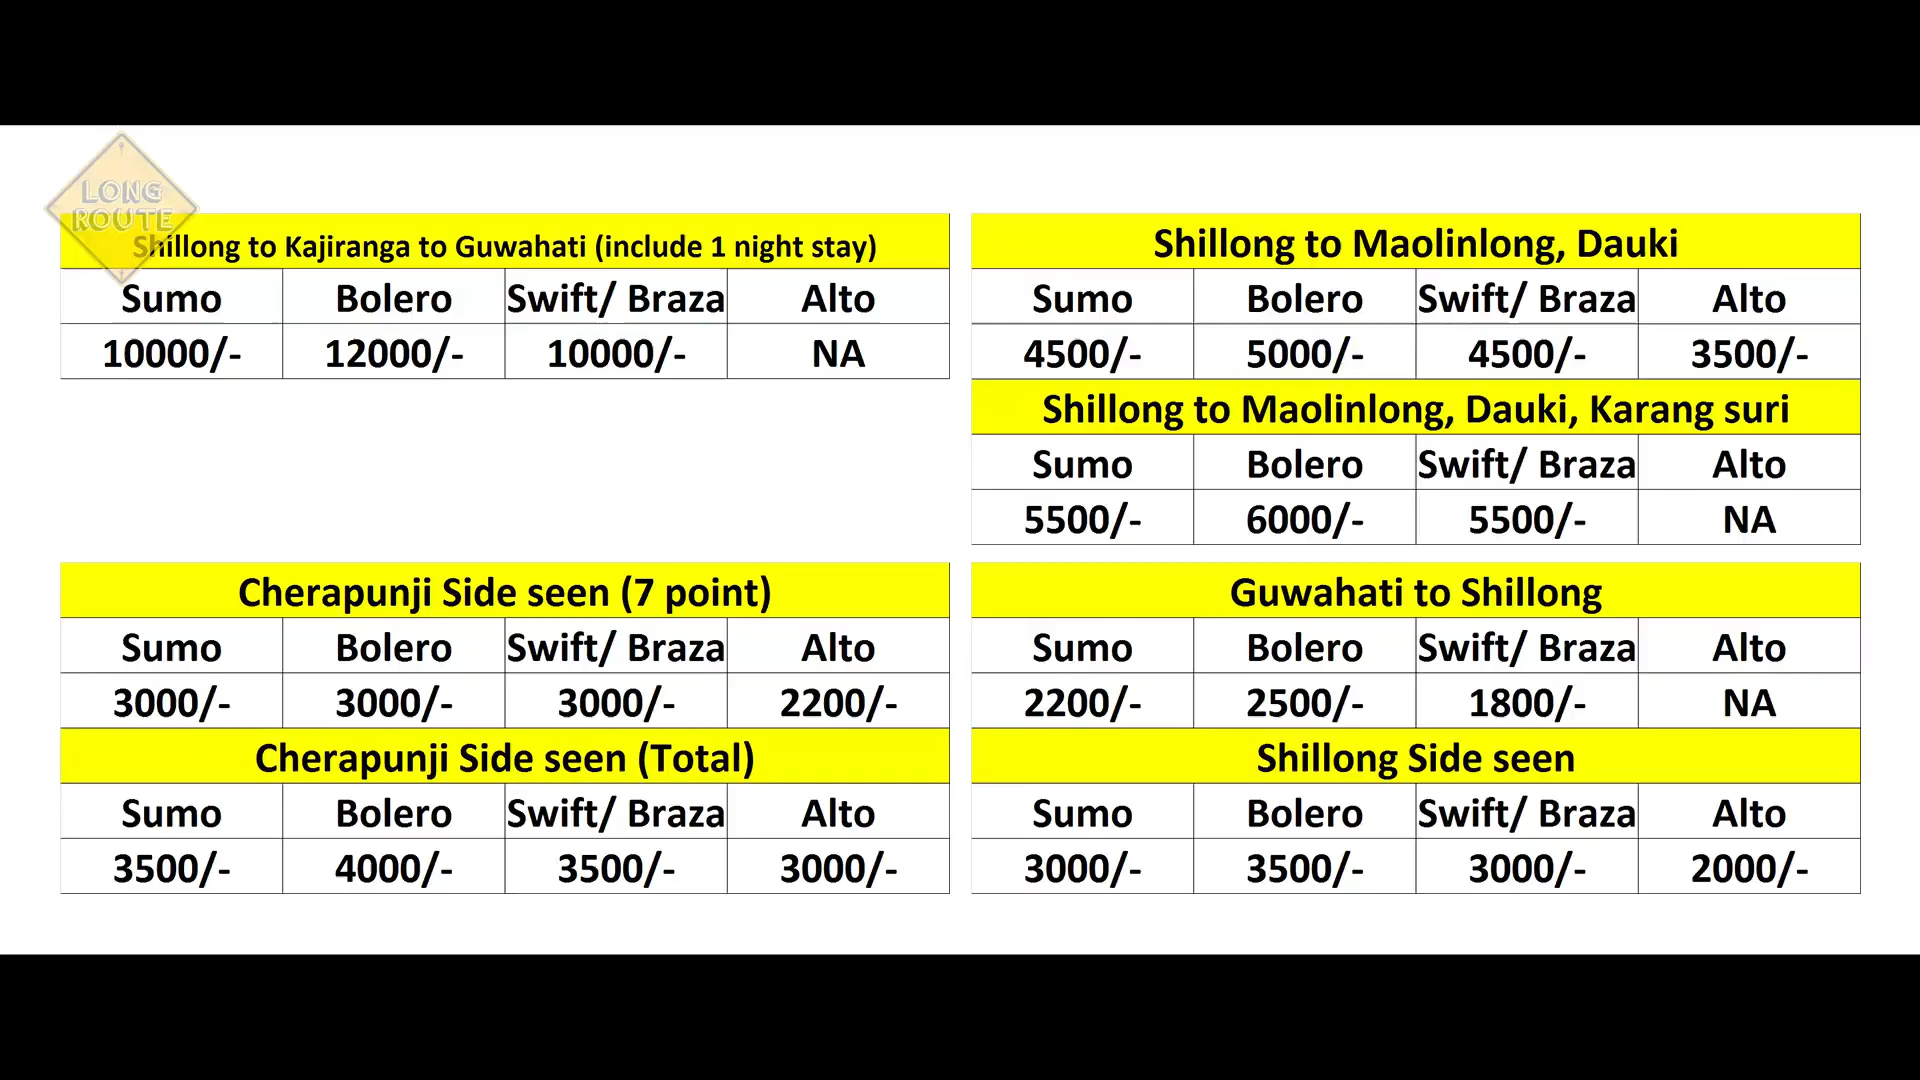 LONG
ROUTE
Shillong to Kajiranga to Guwahati (include 1 night stay)
Sumo Bolero Swift/ Braza Alto
10000/- 12000/- 10000/- NA
Shillong to Maolinlong, Dauki
Sumo Bolero Swift/ Braza Alto
4500/- 5000/- 4500/- 3500/-
Shillong to Maolinlong, Dauki, Karang suri
Sumo Bolero Swift/ Braza Alto
5500/- 6000/- 5500/- NA
Cherapunji Side seen (7 point)
Sumo Bolero Swift/ Braza Alto
3000/- 3000/- 3000/- 2200/-
Cherapunji Side seen (Total)
Sumo Bolero Swift/ Braza Alto
3500/- 4000/- 3500/- 3000/-
Guwahati to Shillong
Sumo Bolero Swift/ Braza Alto
2200/- 2500/- 1800/- NA
Shillong Side seen
Sumo Bolero Swift/ Braza Alto
3000/- 3500/- 3000/- 2000/-